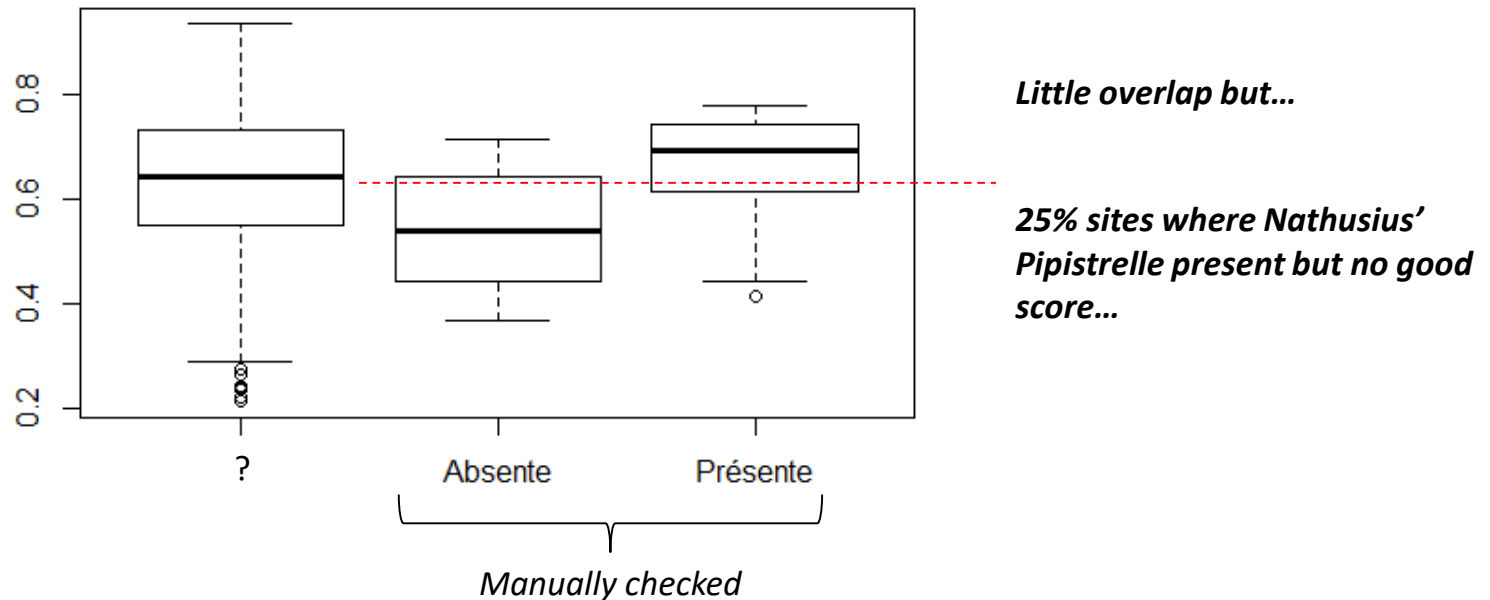 0.8
0.6
0.4
0.2
?
Absente
Présente
Manually checked
Little overlap but…
25% sites where Nathusius’
Pipistrelle present but no good
score…